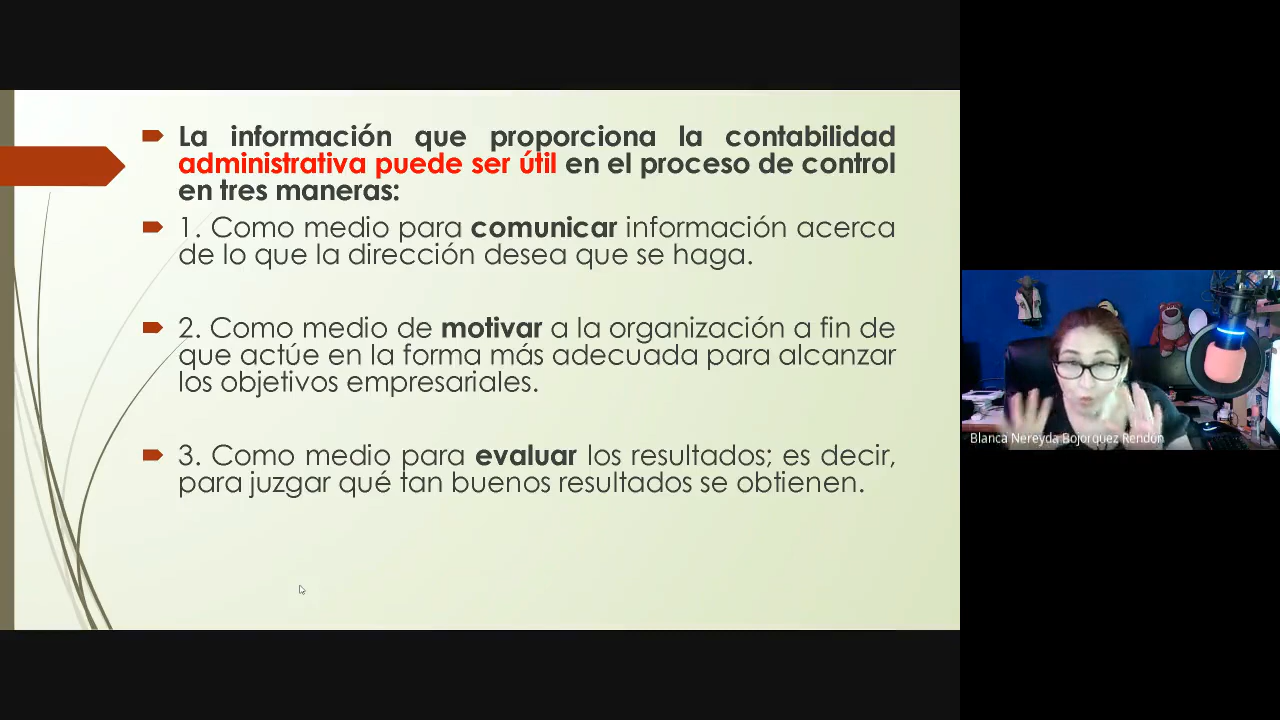 La información que proporciona la contabilidad
administrativa puede ser útil en el proceso de control
en tres maneras:
1. Como medio para comunicar información acerca
de lo que la dirección desea que se haga.
2. Como medio de motivar a la organización a fin de
que actúe en la forma más adecuada para alcanzar
los objetivos empresariales.
3. Como medio para evaluar los resultados; es decir,
para juzgar qué tan buenos resultados se obtienen.
Blanca Nereyda Bojorquez Rendon